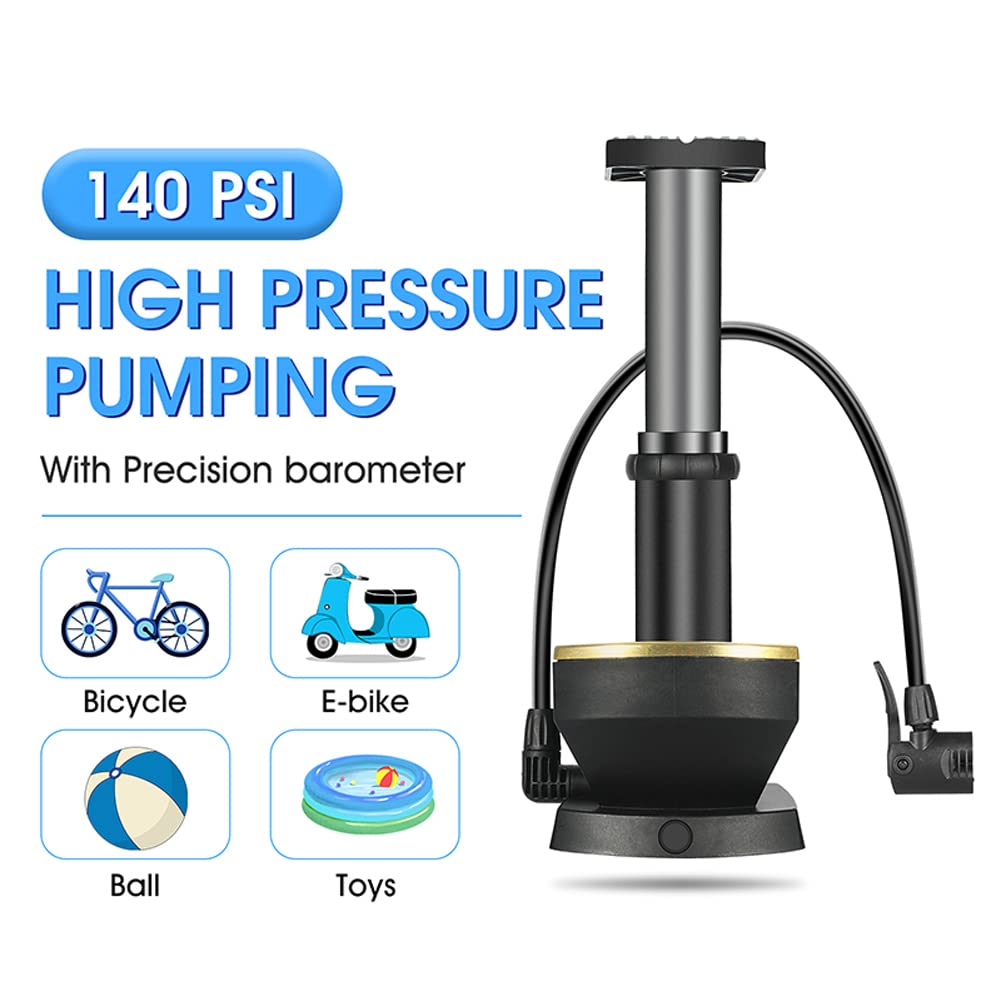 140 PSI
HIGH PRESSURE
PUMPING
With Precision barometer
Bicycle
E-bike
Ball
Toys